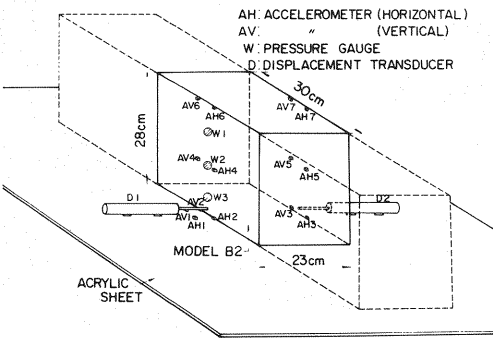 AH: ACCELEROMETER (HORIZONTAL)
AV: " (VERTICAL)
W: PRESSURE GAUGE
D: DISPLACEMENT TRANSDUCER
30cm
28cm
AV6
AH6
AV7
AH7
W1
AV4
W2
AH4
AV5
AH5
D1
W3
AV2
AV1
AH1
AH2
AV3
AH3
D2
MODEL B2
23cm
ACRYLIC
SHEET